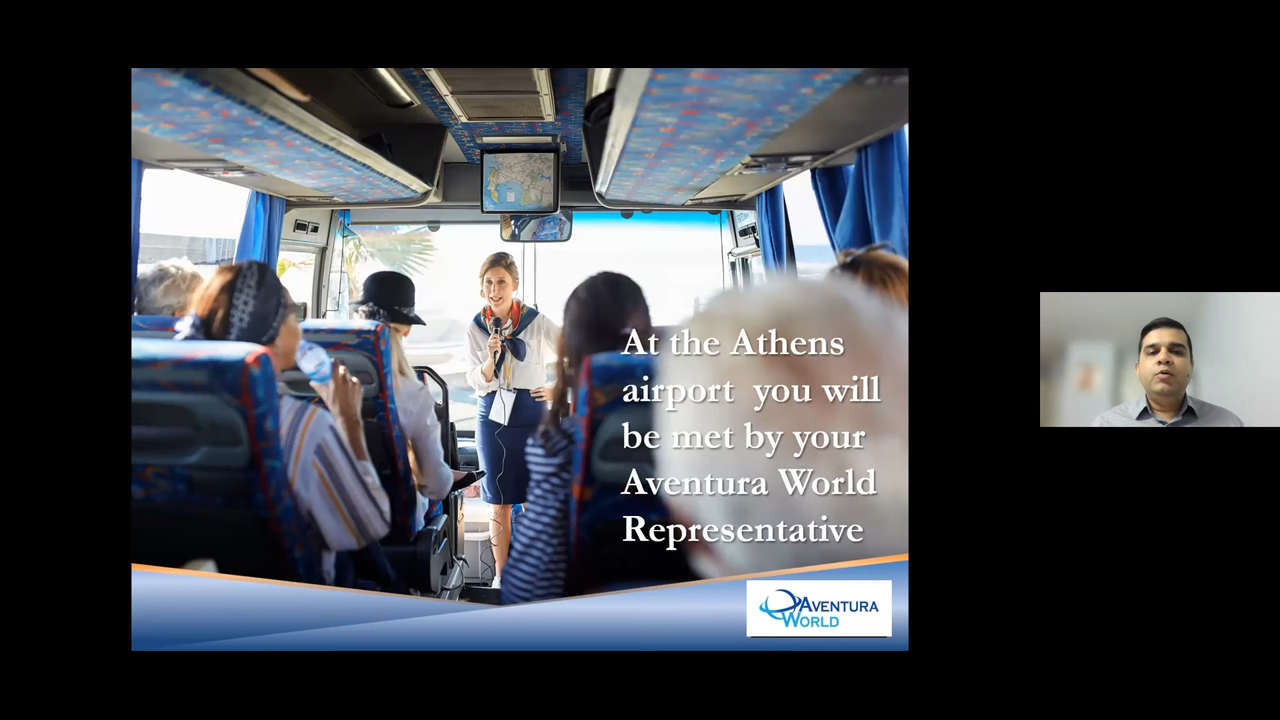 At the Athens
airport  you will
be met by your
Aventura World
Representative
AVENTURA
WORLD